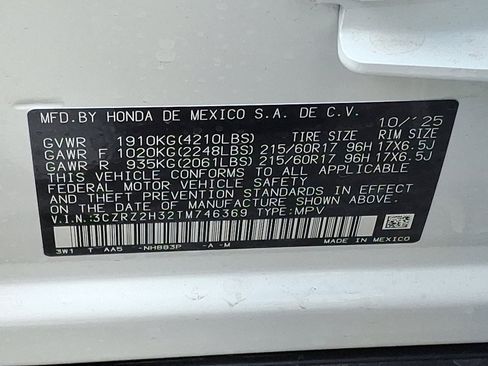 MFD.BY HONDA DE MEXICO S.A. DE C.V. 10/'25
GVWR 1910KG(4210LBS) TIRE SIZE RIM SIZE
GAWR F 1020KG(2248LBS) 215/60R17 96H 17X6.5J
GAWR R 935KG(2061LBS) 215/60R17 96H 17X6.5J
THIS VEHICLE CONFORMS TO ALL APPLICABLE
FEDERAL MOTOR VEHICLE SAFETY
AND THEFT PREVENTION STANDARDS IN EFFECT
ON THE DATE OF MANUFACTURE SHOWN ABOVE.
V.I.N.:3CZRZ2H32TM746369 TYPE:MPV
3W1 T AA5 -NH883P -A -M
MADE IN MEXICO